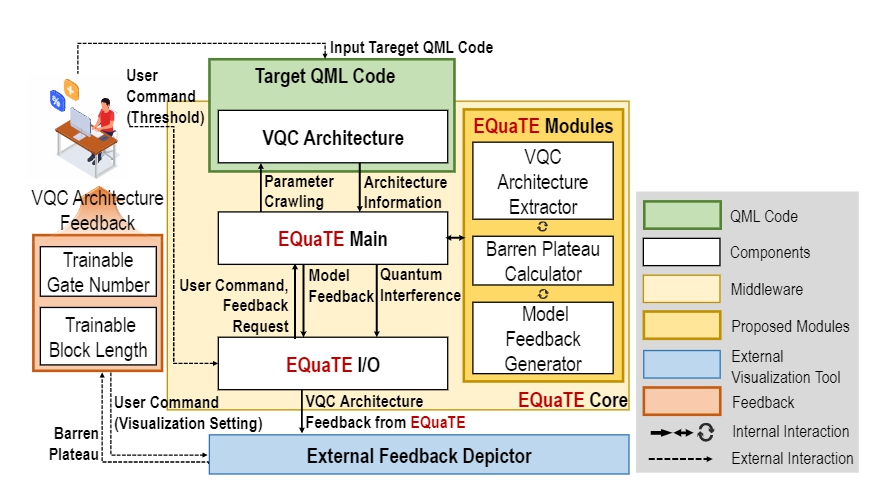 Input Tareget QML Code
User
Command
(Threshold)
Target QML Code
VQC Architecture
EQuaTE Modules
VQC
Architecture
Extractor
Barren Plateau
Calculator
Model
Feedback
Generator
Parameter
Crawling
Architecture
Information
EQuaTE Main
User Command,
Feedback
Request
Model
Feedback
Quantum
Interference
EQuaTE I/O
EQuaTE Core
VQC Architecture
Feedback
Trainable
Gate Number
Trainable
Block Length
User Command
(Visualization Setting)
Barren
Plateau
VQC Architecture
Feedback from EQuaTE
External Feedback Depictor
QML Code
Components
Middleware
Proposed Modules
External
Visualization Tool
Feedback
Internal Interaction
External Interaction